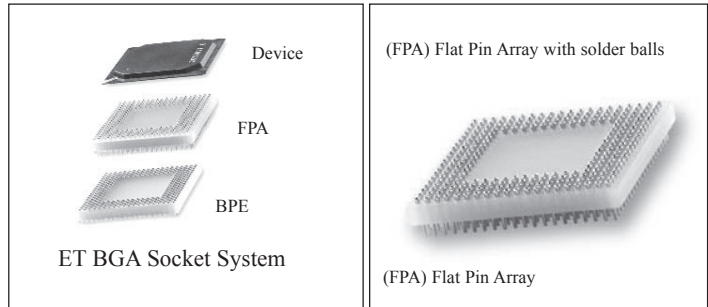 Device
FPA
BPE
ET BGA Socket System
(FPA) Flat Pin Array with solder balls
(FPA) Flat Pin Array